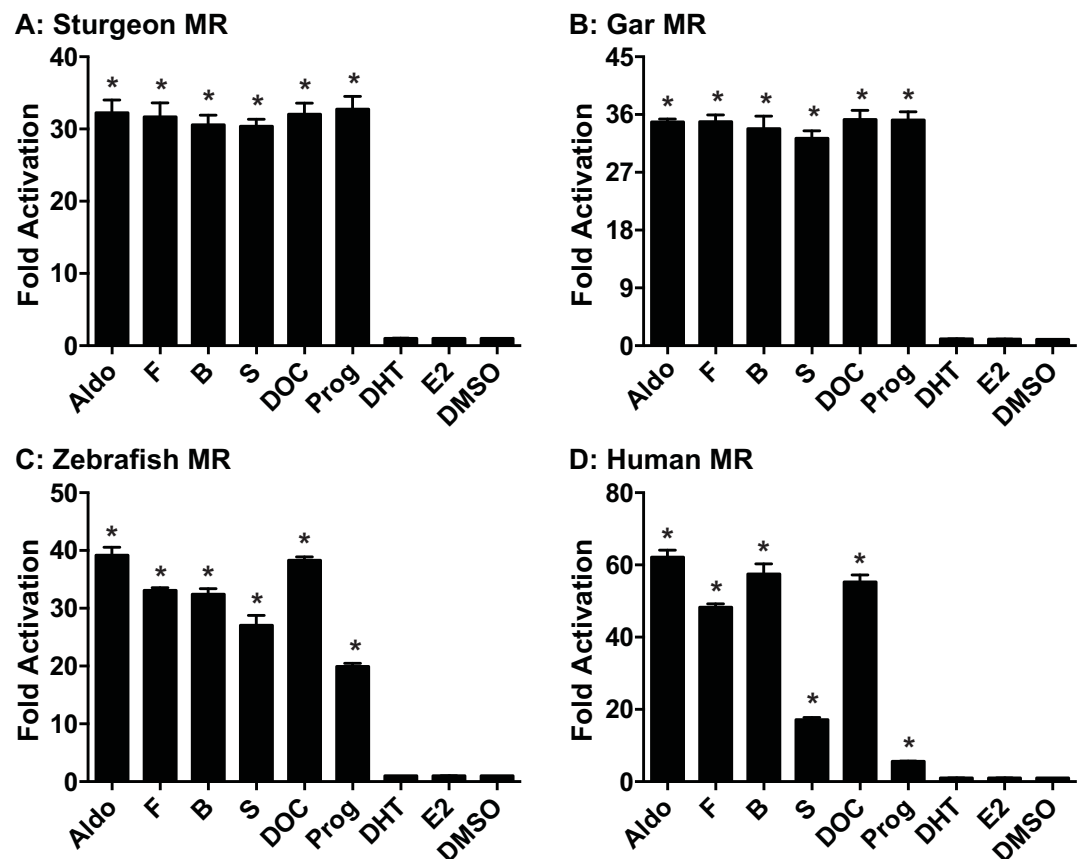 A: Sturgeon MR
Fold Activation
40
30
20
10
0
* * * * * *
Aldo F B S DOC Prog DHT E2 DMSO
B: Gar MR
Fold Activation
45
36
27
18
9
0
* * * * * *
Aldo F B S DOC Prog DHT E2 DMSO
C: Zebrafish MR
Fold Activation
50
40
30
20
10
0
* * * * * *
Aldo F B S DOC Prog DHT E2 DMSO
D: Human MR
Fold Activation
80
60
40
20
0
* * * * * *
Aldo F B S DOC Prog DHT E2 DMSO